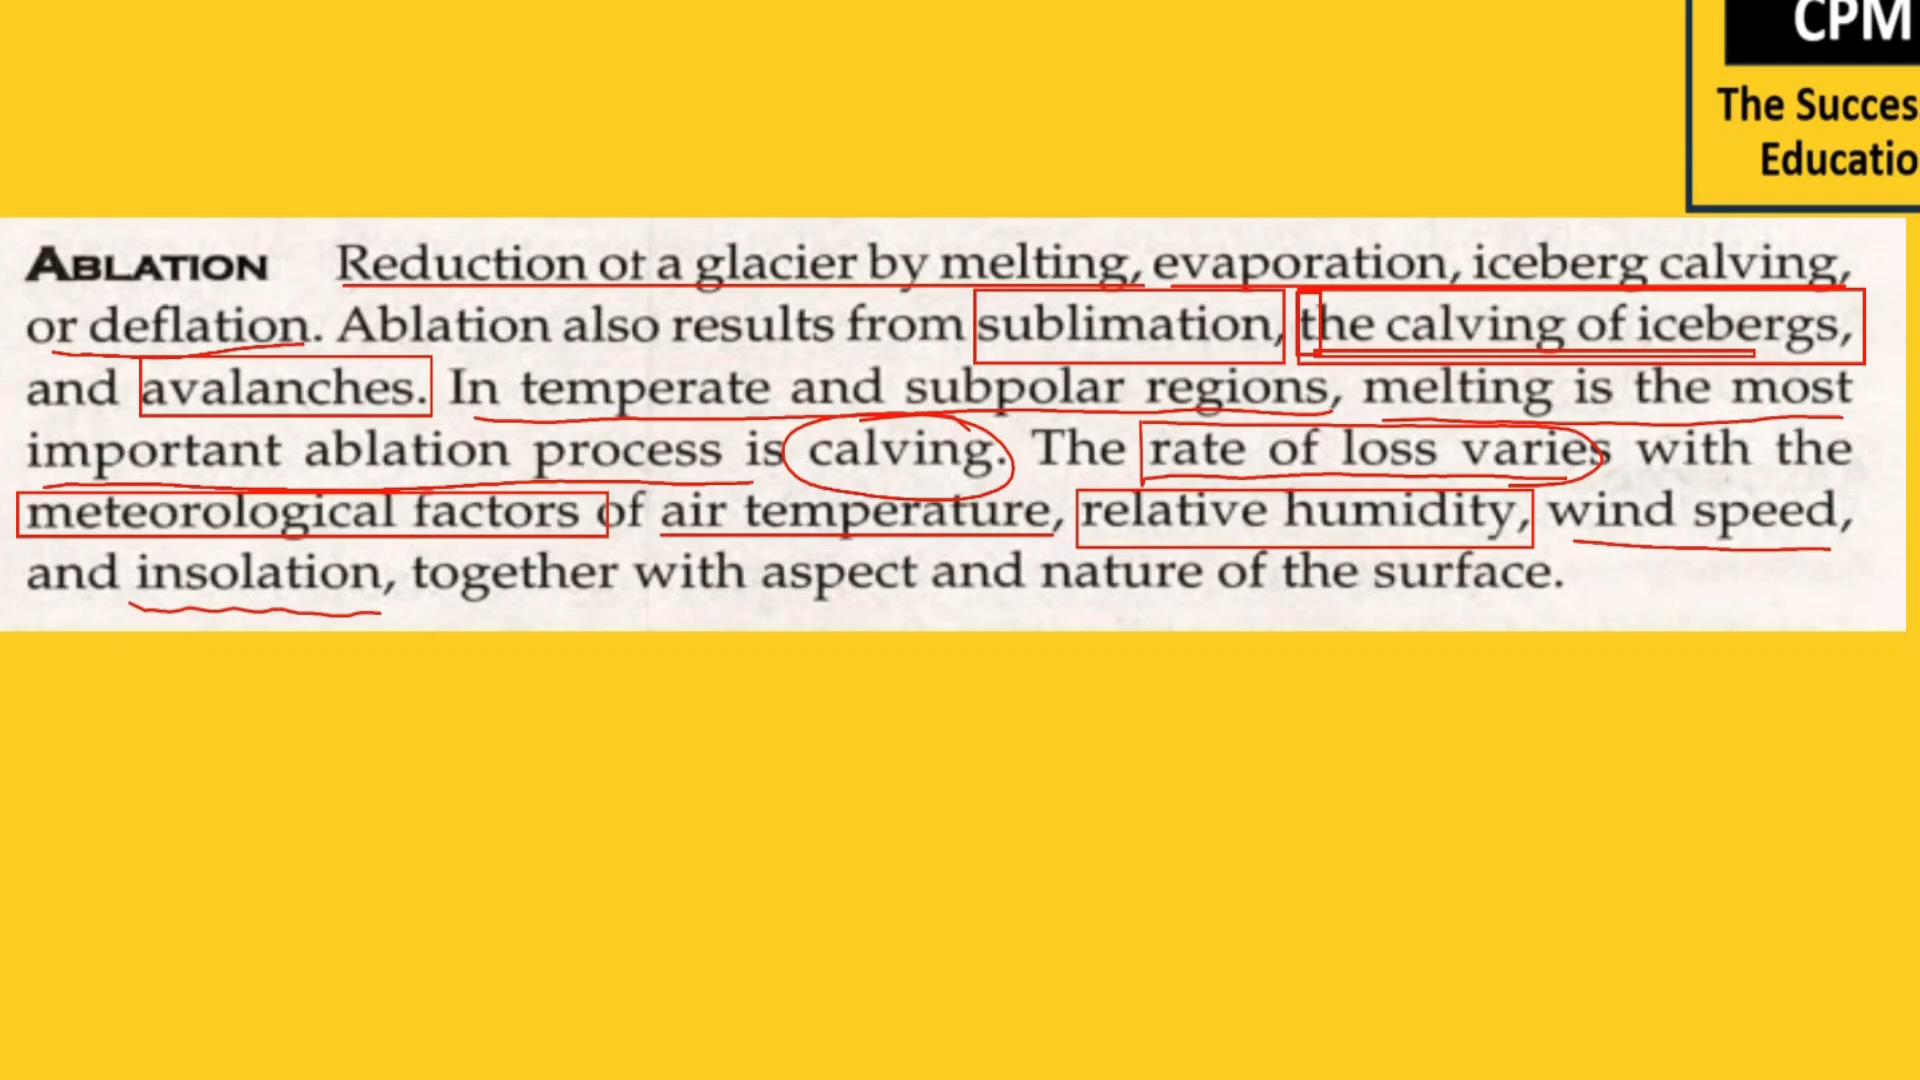 CPM
The Succes
Educatio
ABLATION Reduction of a glacier by melting, evaporation, iceberg calving,
or deflation. Ablation also results from sublimation, the calving of icebergs,
and avalanches. In temperate and subpolar regions, melting is the most
important ablation process is calving. The rate of loss varies with the
meteorological factors of air temperature, relative humidity, wind speed,
and insolation, together with aspect and nature of the surface.